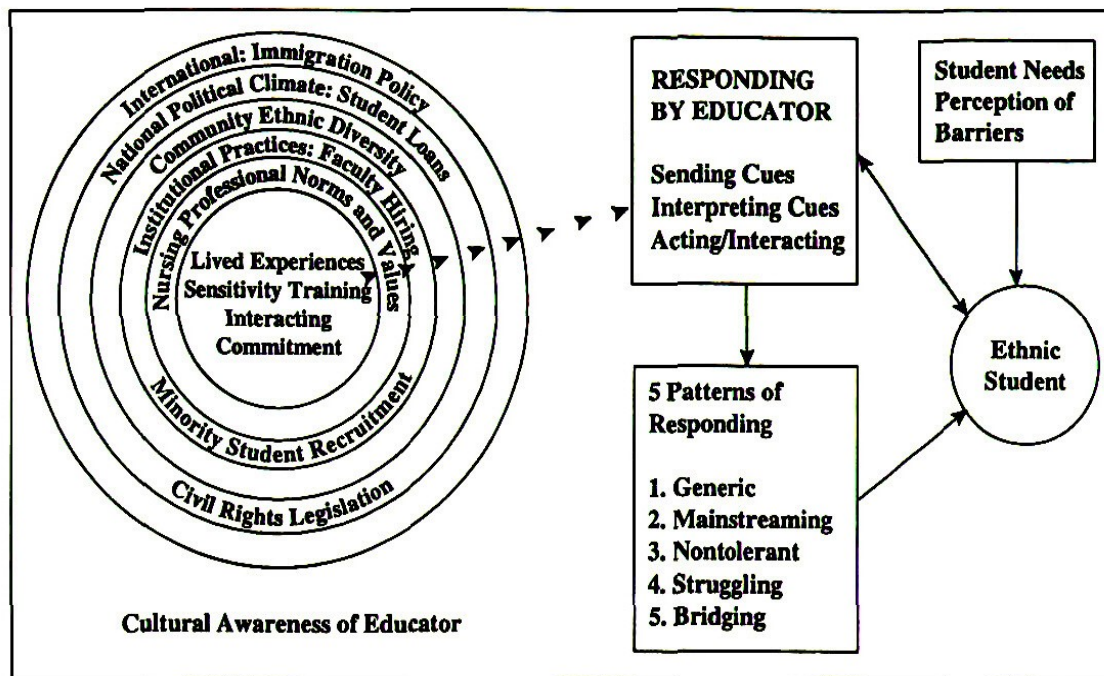 International: Immigration Policy
National Political Climate: Student Loans
Community Ethnic Diversity
Institutional Practices: Faculty Hiring
Nursing Professional Norms and Values
Lived Experiences
Sensitivity Training
Interacting
Commitment
Minority Student Recruitment
Civil Rights Legislation
Cultural Awareness of Educator
RESPONDING
BY EDUCATOR
Sending Cues
Interpreting Cues
Acting/Interacting
5 Patterns of
Responding
1. Generic
2. Mainstreaming
3. Nontolerant
4. Struggling
5. Bridging
Student Needs
Perception of
Barriers
Ethnic
Student